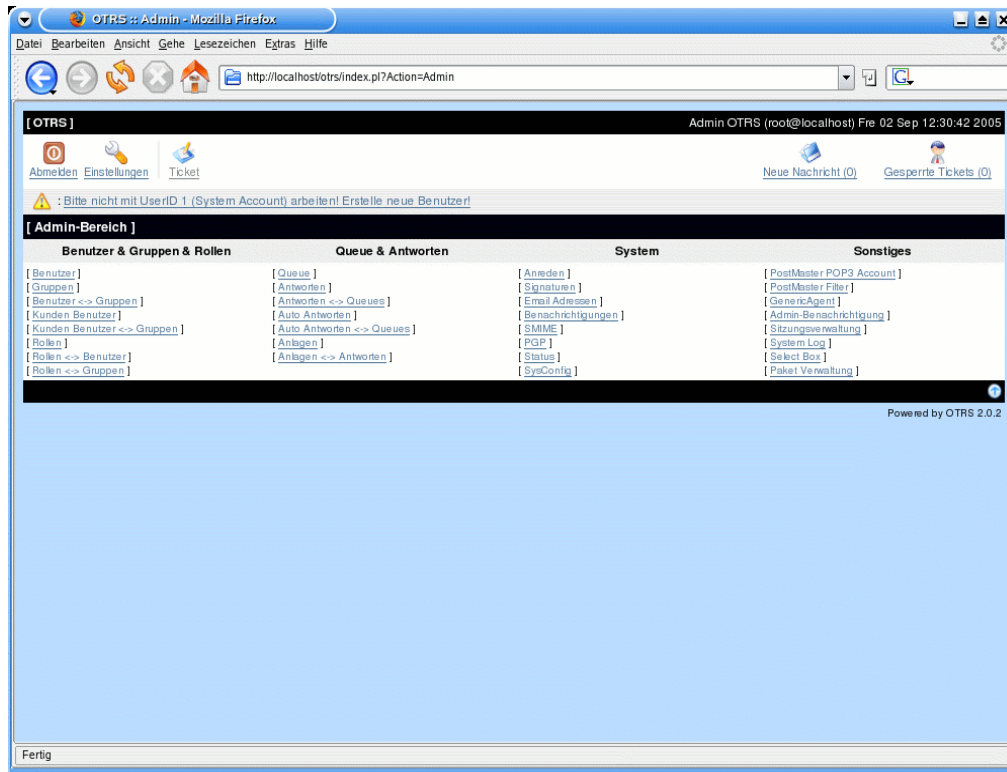 OTRS :: Admin - Mozilla Firefox
Datei Bearbeiten Ansicht Gehe Lesezeichen Extras Hilfe
http://localhost/otrs/index.pl?Action=Admin
G
[ OTRS ] Admin OTRS (root@localhost) Fre 02 Sep 12:30:42 2005
Abmelden Einstellungen Ticket Neue Nachricht (0) Gesperrte Tickets (0)
: Bitte nicht mit UserID 1 (System Account) arbeiten! Erstelle neue Benutzer!
[ Admin-Bereich ]
Benutzer & Gruppen & Rollen
[ Benutzer ]
[ Gruppen ]
[ Benutzer <-> Gruppen ]
[ Kunden Benutzer ]
[ Kunden Benutzer <-> Gruppen ]
[ Rollen ]
[ Rollen <-> Benutzer ]
[ Rollen <-> Gruppen ]
Queue & Antworten
[ Queue ]
[ Antworten ]
[ Antworten <-> Queues ]
[ Auto Antworten ]
[ Auto Antworten <-> Queues ]
[ Anlagen ]
[ Anlagen <-> Antworten ]
System
[ Anreden ]
[ Signaturen ]
[ Email Adressen ]
[ Benachrichtigungen ]
[ SMIME ]
[ PGP ]
[ Status ]
[ SysConfig ]
Sonstiges
[ PostMaster POP3 Account ]
[ PostMaster Filter ]
[ GenericAgent ]
[ Admin-Benachrichtigung ]
[ Sitzungsverwaltung ]
[ System Log ]
[ Select Box ]
[ Paket Verwaltung ]
Powered by OTRS 2.0.2
Fertig